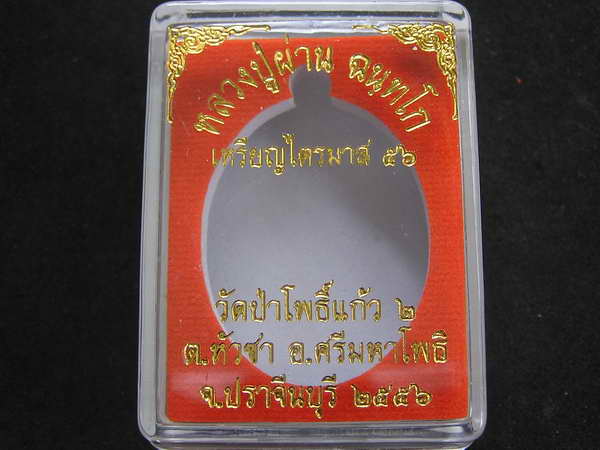 หลวงปู่ผ่าน ฉนฺทโก
เหรียญไตรมาส ๕๖
วัดป่าโพธิ์แก้ว ๒
ต.หัวซา อ.ศรีมหาโพธิ
จ.ปราจีนบุรี ๒๕๕๖